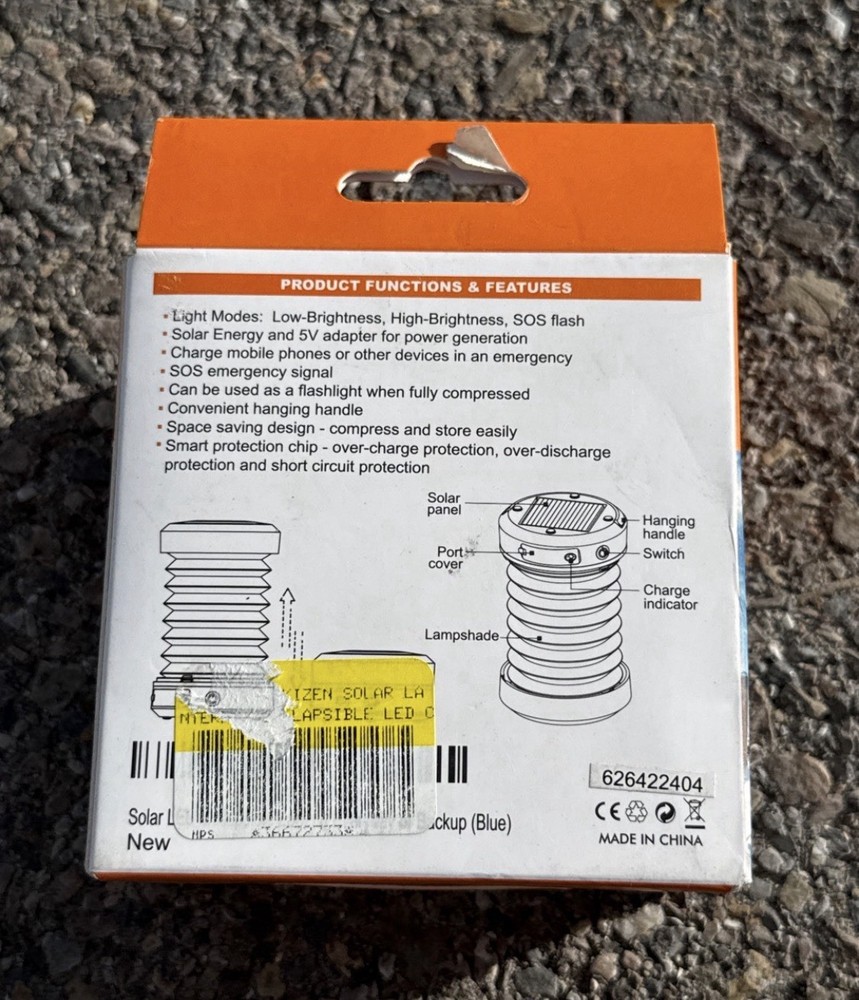 PRODUCT FUNCTIONS & FEATURES
▪ Light Modes: Low-Brightness, High-Brightness, SOS flash
▪ Solar Energy and 5V adapter for power generation
▪ Charge mobile phones or other devices in an emergency
▪ SOS emergency signal
▪ Can be used as a flashlight when fully compressed
▪ Convenient hanging handle
▪ Space saving design - compress and store easily
▪ Smart protection chip - over-charge protection, over-discharge
protection and short circuit protection
Solar
panel
Hanging
handle
Port
cover
Switch
Charge
indicator
Lampshade
KIZEN SOLAR LA
LAPSIBLE LED
626422404
CE
MADE IN CHINA
Solar
(Blue)
HPS
New